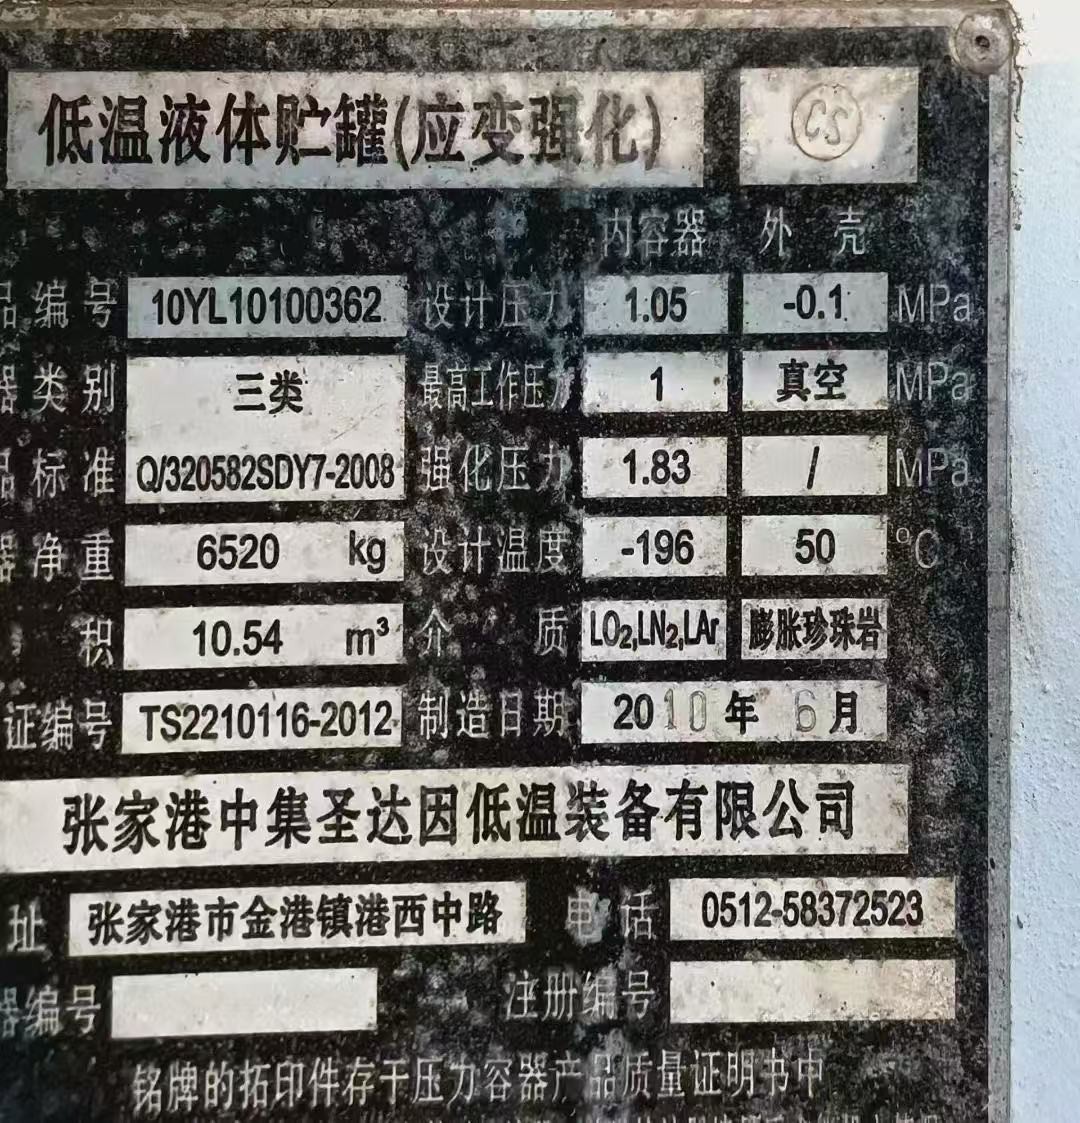 低温液体贮罐(应变强化) CS
内容器 外壳
品编号 10YL10100362 设计压力 1.05 -0.1 MPa
器类别 三类 最高工作压力 1 真空 MPa
品标准 Q/320582SDY7-2008 强化压力 1.83 / MPa
器净重 6520 kg 设计温度 -196 50 ℃
积 10.54 m³ 介质 LO₂,LN₂,LAr 膨胀珍珠岩
证编号 TS2210116-2012 制造日期 2010年6月
张家港中集圣达因低温装备有限公司
址 张家港市金港镇港西中路 电话 0512-58372523
器编号 注册编号
铭牌的拓印件存于压力容器产品质量证明书中